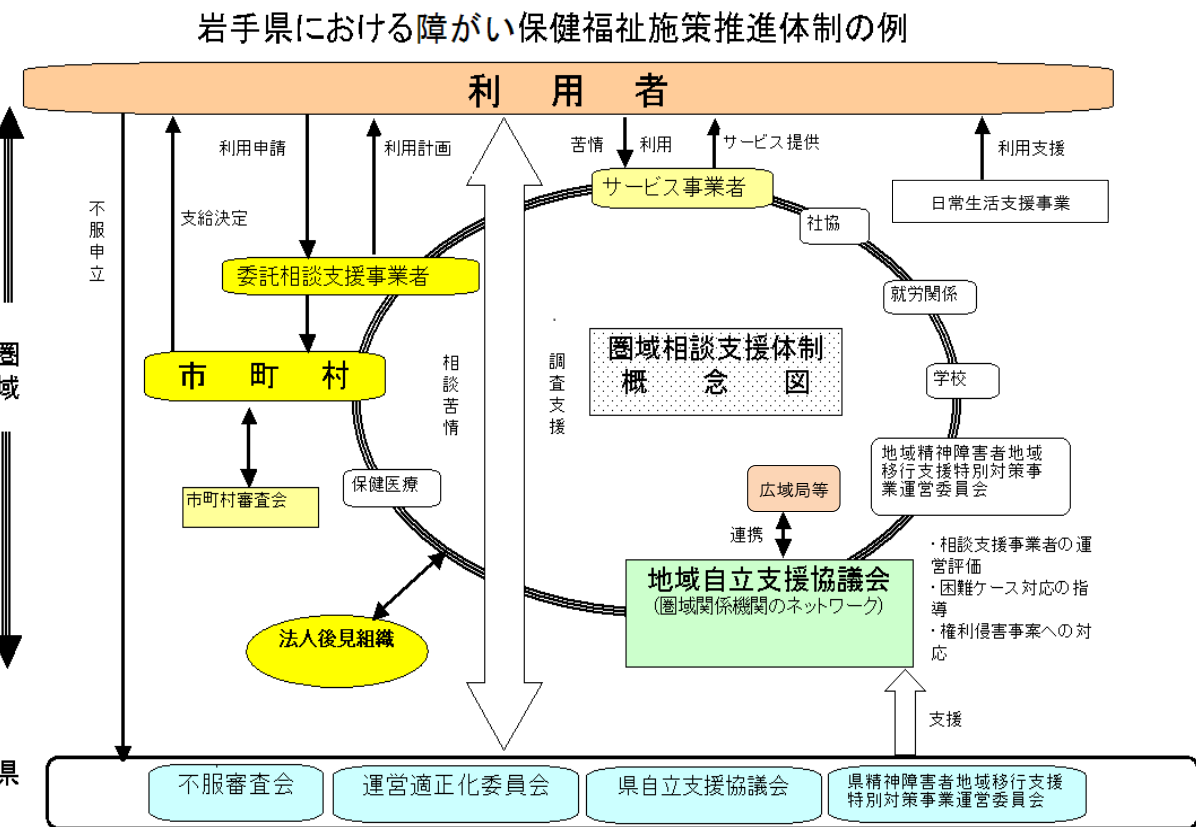 岩手県における障がい保健福祉施策推進体制の例
利用者
苦情
利用
サービス提供
利用申請
利用計画
利用支援
サービス事業者
日常生活支援事業
不服申立
支給決定
社協
委託相談支援事業者
就労関係
圏域
圏域相談支援体制
概念図
市町村
相談苦情
調査支援
学校
地域精神障害者地域
移行支援特別対策事
業運営委員会
保健医療
市町村審査会
広域局等
連携
・相談支援事業者の運
営評価
・困難ケース対応の指
導
・権利侵害事案への対
応
地域自立支援協議会
(圏域関係機関のネットワーク)
法人後見組織
支援
県
不服審査会
運営適正化委員会
県自立支援協議会
県精神障害者地域移行支援
特別対策事業運営委員会